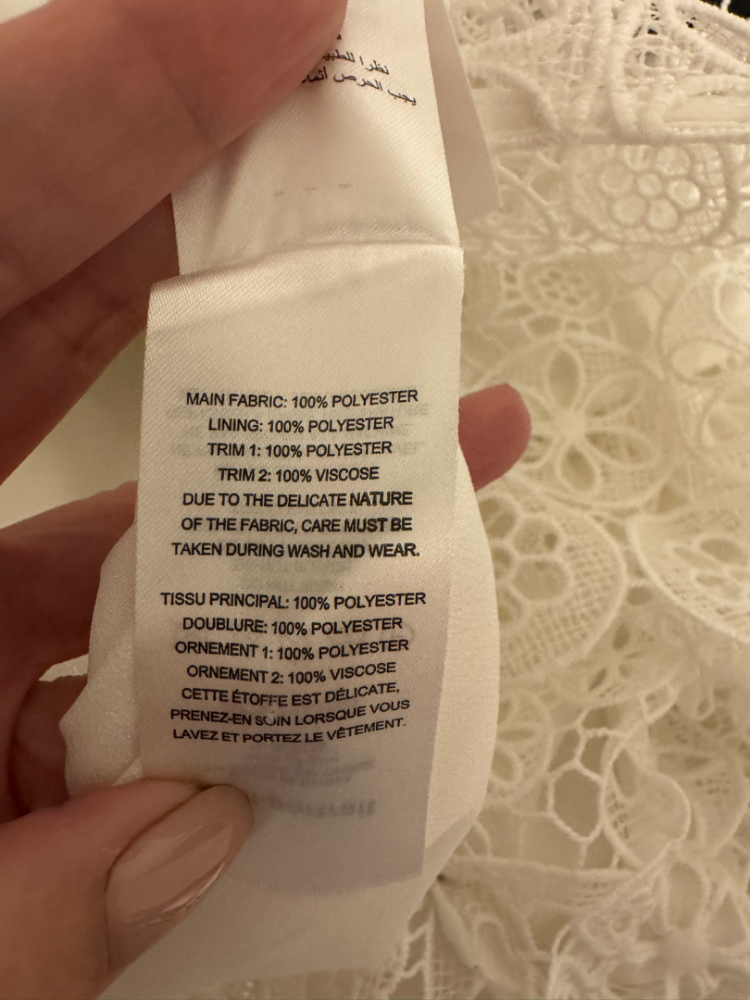 نظرا
يجب الحرص
MAIN FABRIC: 100% POLYESTER
LINING: 100% POLYESTER
TRIM 1: 100% POLYESTER
TRIM 2: 100% VISCOSE
DUE TO THE DELICATE NATURE
OF THE FABRIC, CARE MUST BE
TAKEN DURING WASH AND WEAR.
TISSU PRINCIPAL: 100% POLYESTER
DOUBLURE: 100% POLYESTER
ORNEMENT 1: 100% POLYESTER
ORNEMENT 2: 100% VISCOSE
CETTE ÉTOFFE EST DÉLICATE,
PRENEZ-EN SOIN LORSQUE VOUS
LAVEZ ET PORTEZ LE VÊTEMENT.